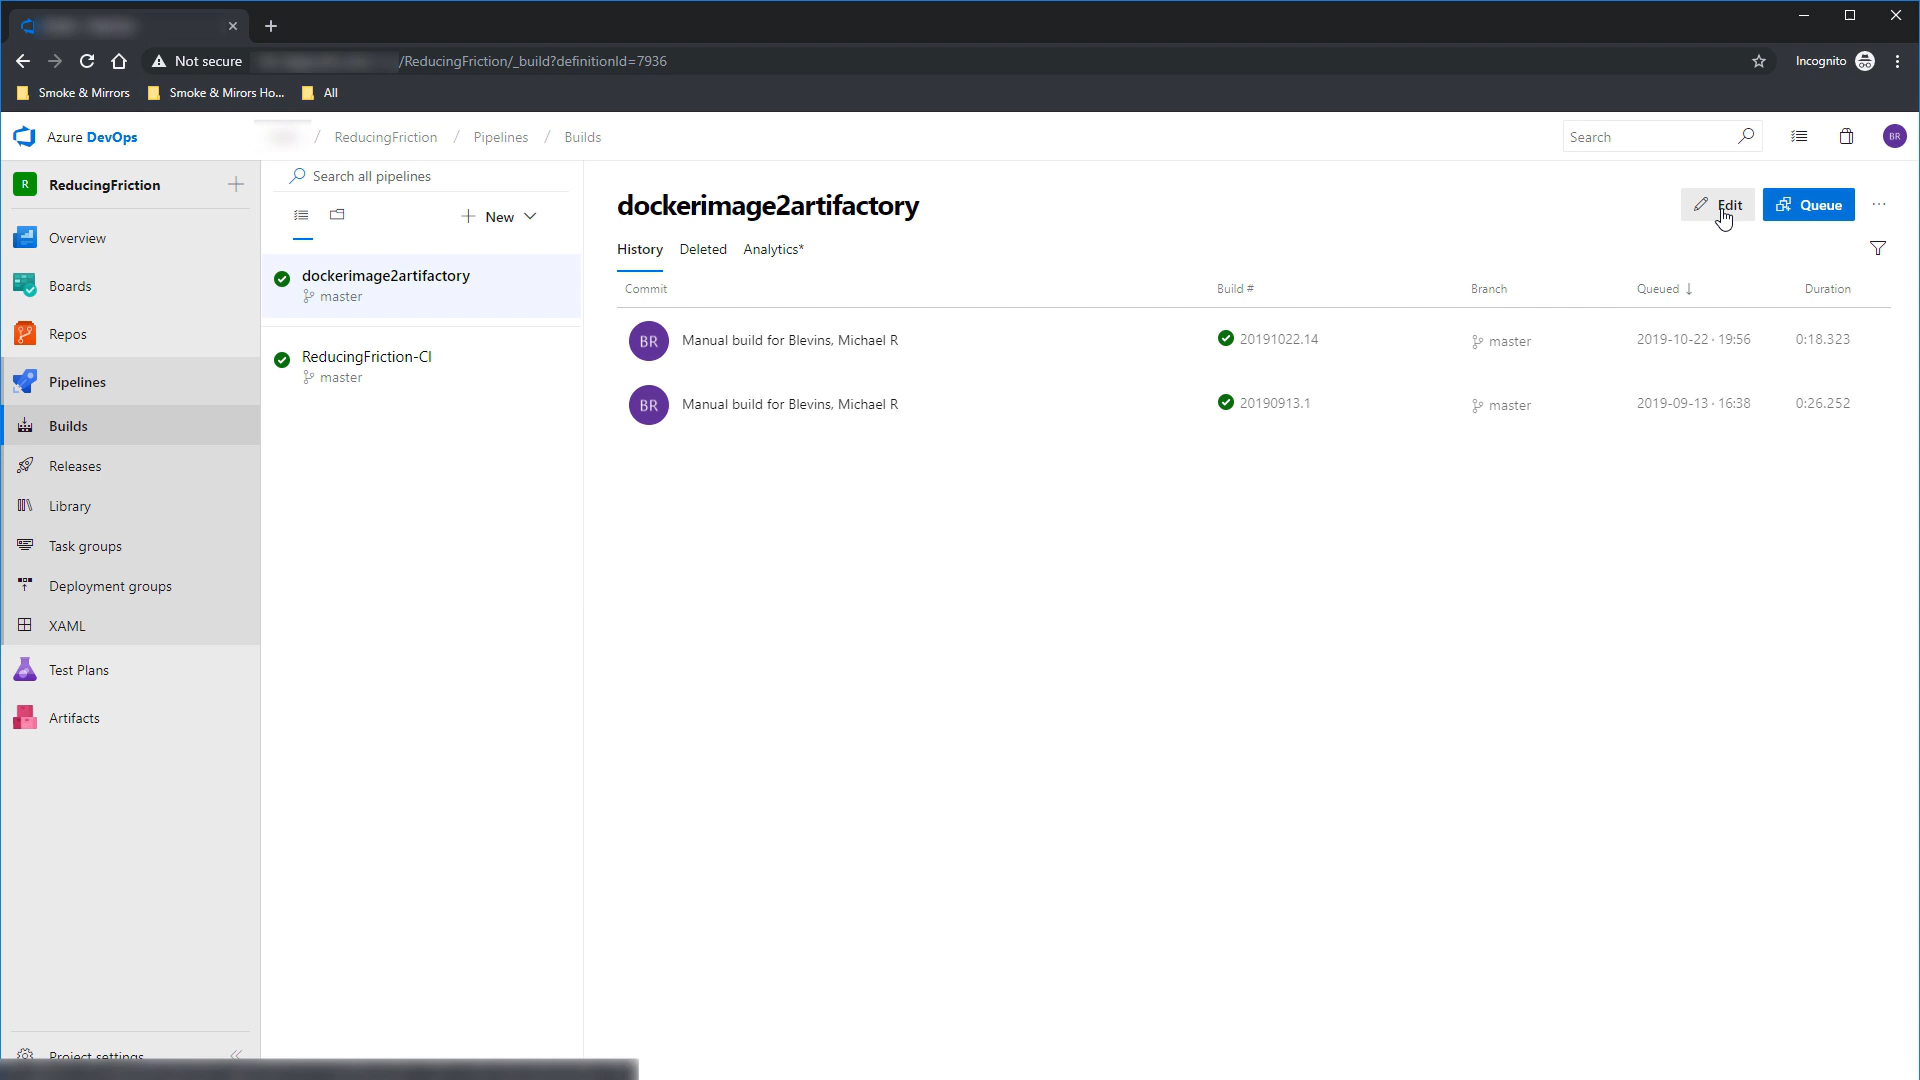 Not secure
/ReducingFriction/_build?definitionId=7936
Incognito
Smoke & Mirrors
Smoke & Mirors Ho...
All
Azure DevOps
/ ReducingFriction / Pipelines / Builds
Search
BR
R
ReducingFriction
Overview
Boards
Repos
Pipelines
Builds
Releases
Library
Task groups
Deployment groups
XAML
Test Plans
Artifacts
Project settings
Search all pipelines
New
dockerimage2artifactory
master
ReducingFriction-CI
master
dockerimage2artifactory
Edit
Queue
History Deleted Analytics*
Commit Build # Branch Queued ↓ Duration
BR Manual build for Blevins, Michael R 20191022.14 master 2019-10-22 · 19:56 0:18.323
BR Manual build for Blevins, Michael R 20190913.1 master 2019-09-13 · 16:38 0:26.252